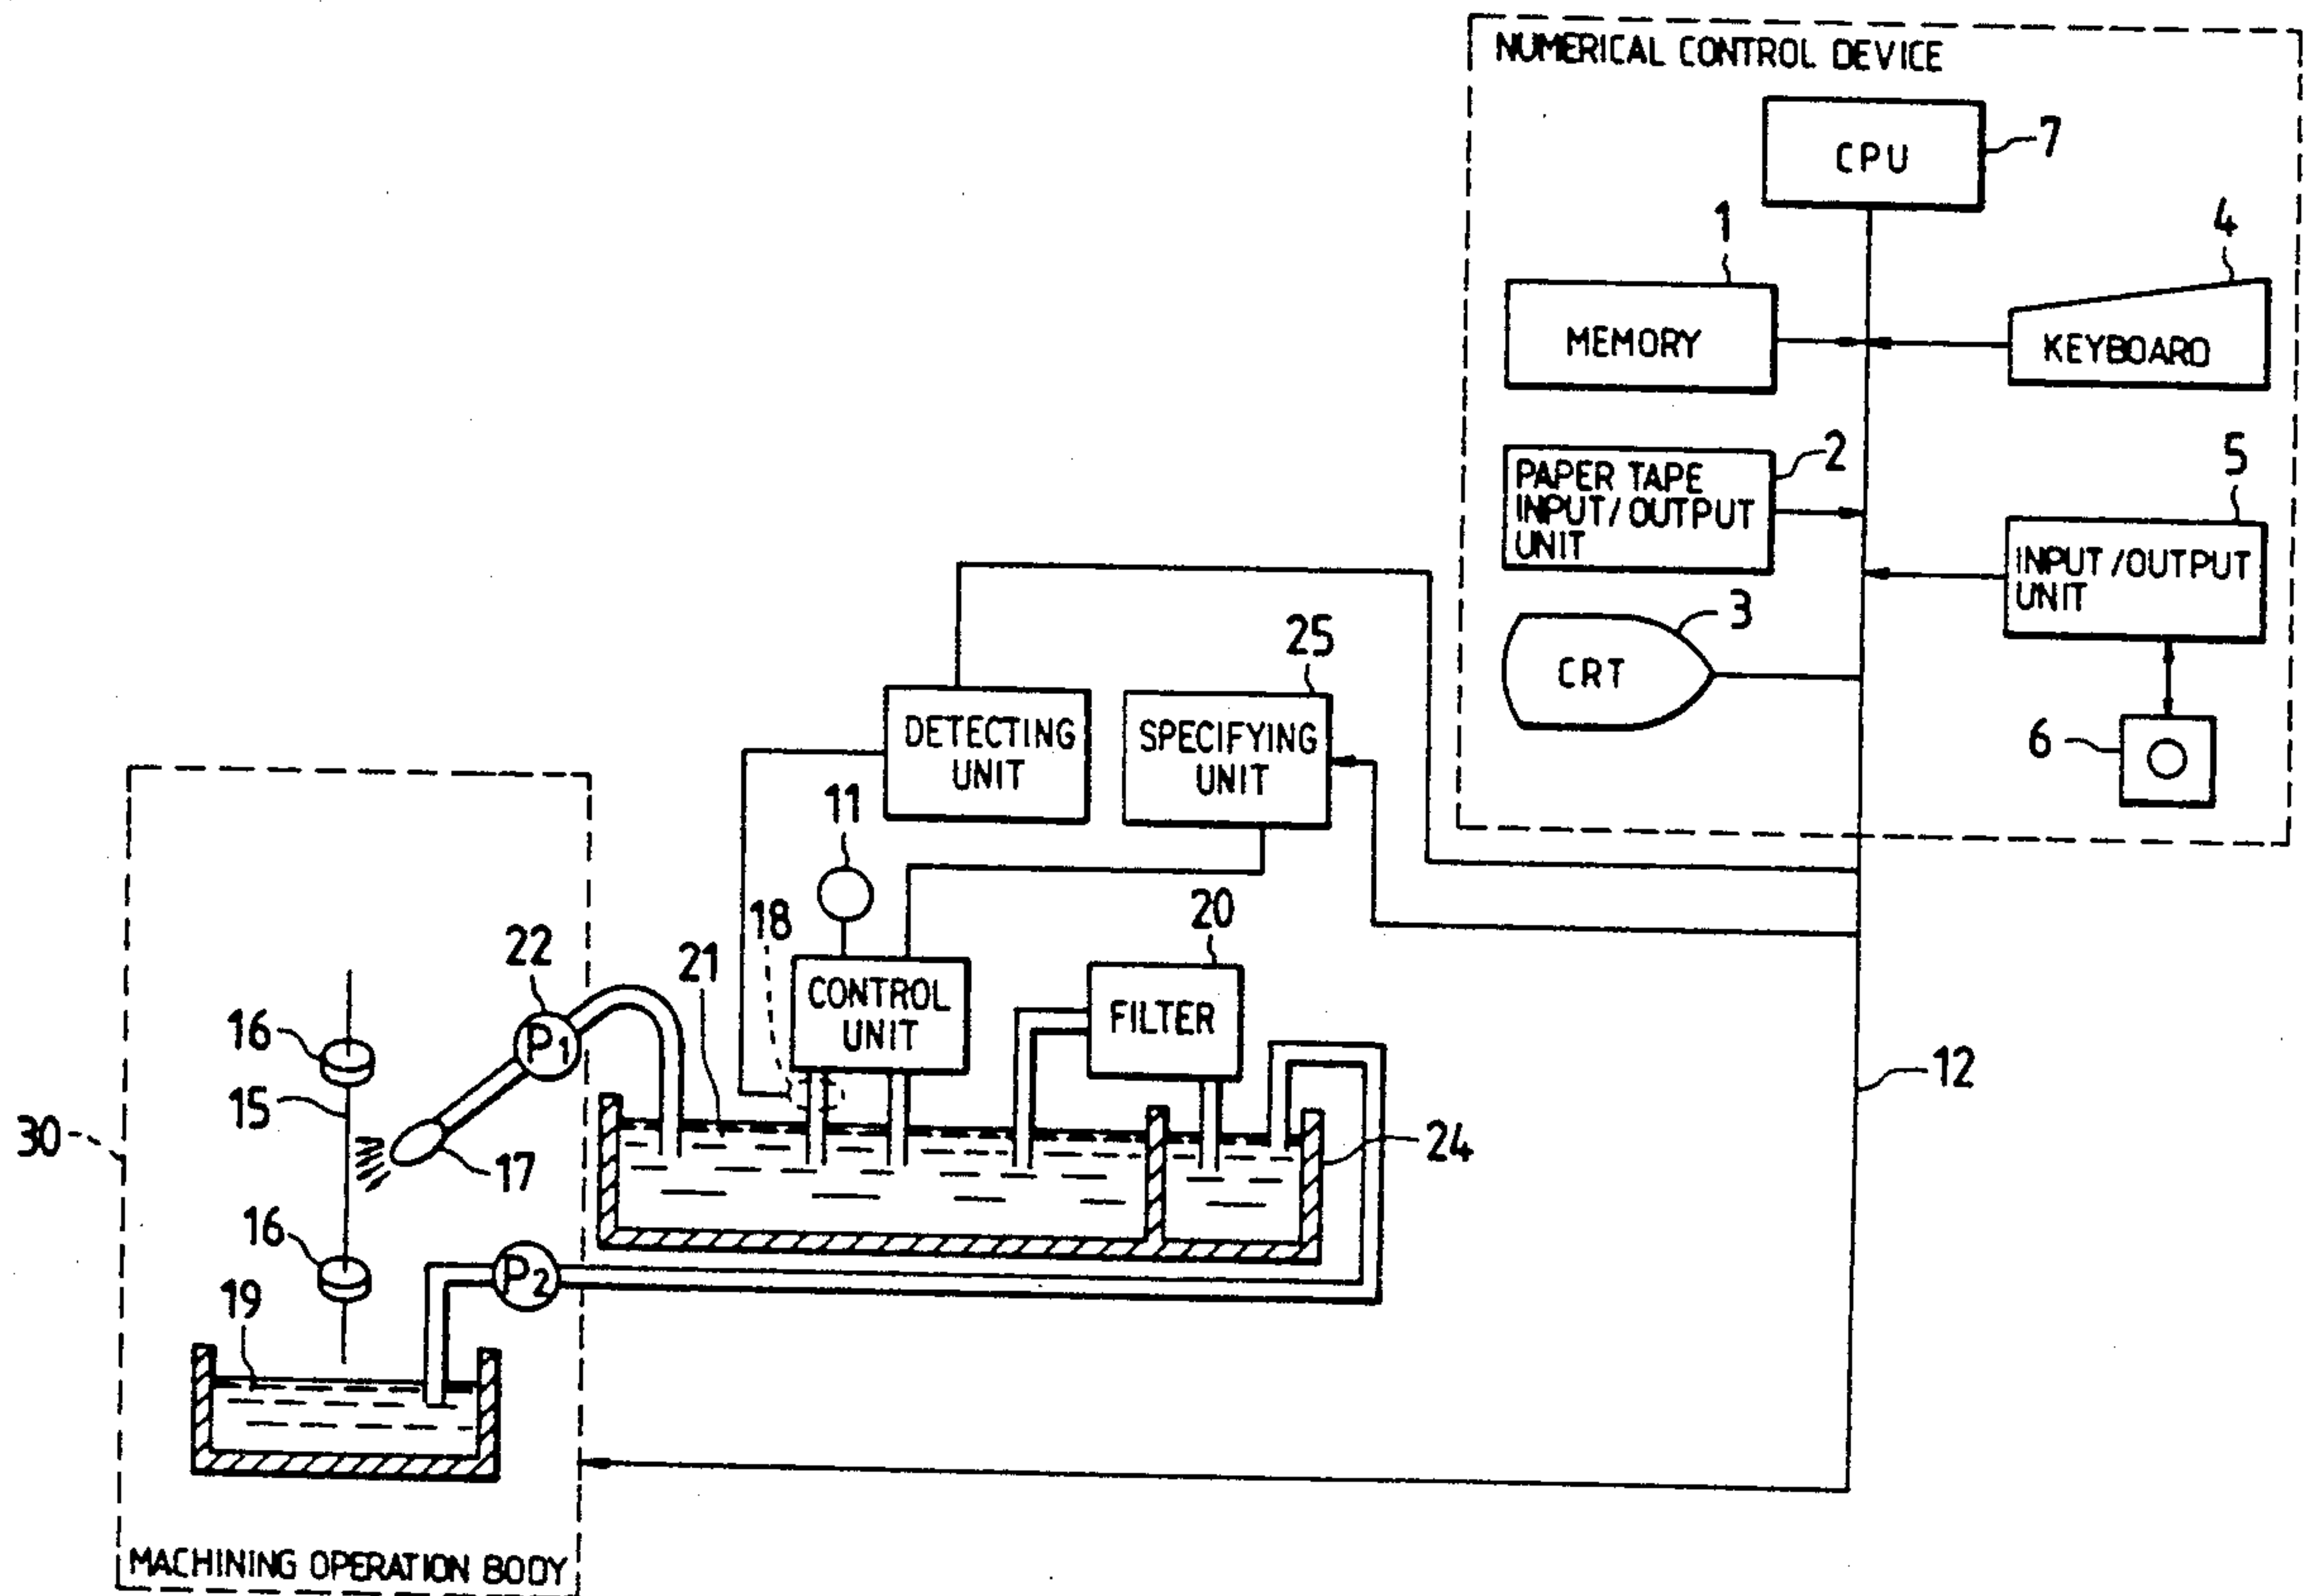 NUMERICAL CONTROL DEVICE
CPU
7
1
MEMORY
4
KEYBOARD
2
PAPER TAPE
INPUT/OUTPUT
UNIT
5
INPUT/OUTPUT
UNIT
3
CRT
6
25
DETECTING
UNIT
SPECIFYING
UNIT
11
18
20
22
21
CONTROL
UNIT
FILTER
16
P1
15
12
30
17
24
16
P2
19
MACHINING OPERATION BODY